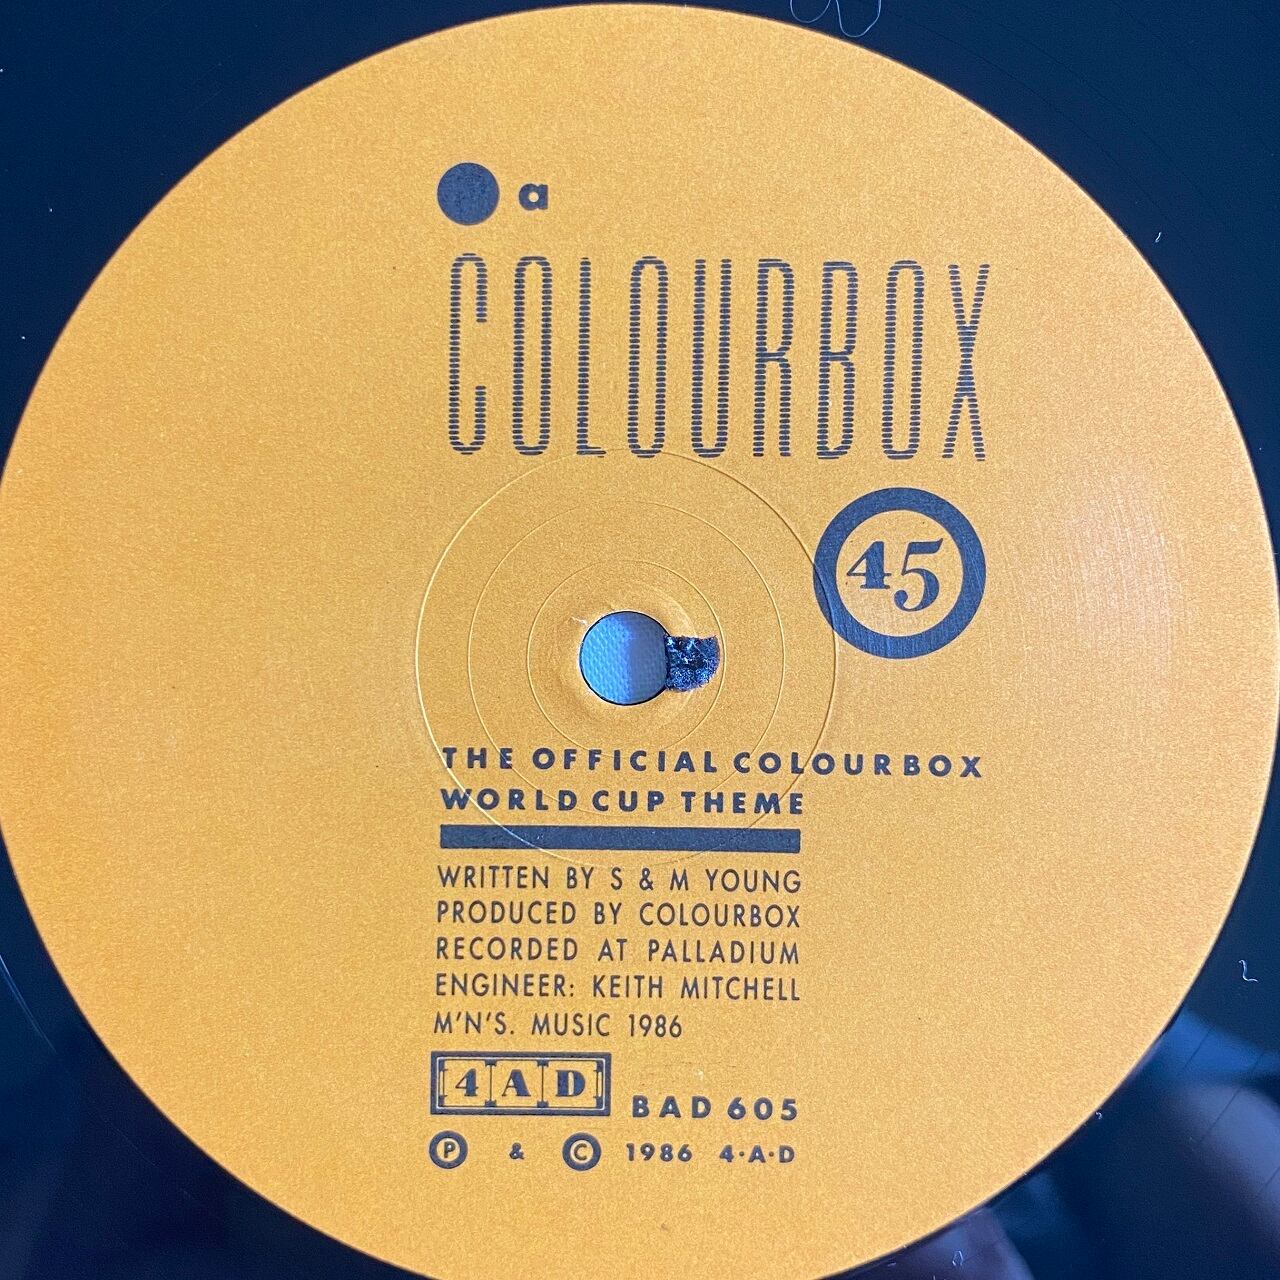 a
COLOURBOX
45
THE OFFICIAL COLOURBOX
WORLD CUP THEME
WRITTEN BY S & M YOUNG
PRODUCED BY COLOURBOX
RECORDED AT PALLADIUM
ENGINEER: KEITH MITCHELL
M'N'S. MUSIC 1986
4AD BAD 605
Ⓟ & © 1986 4·A·D